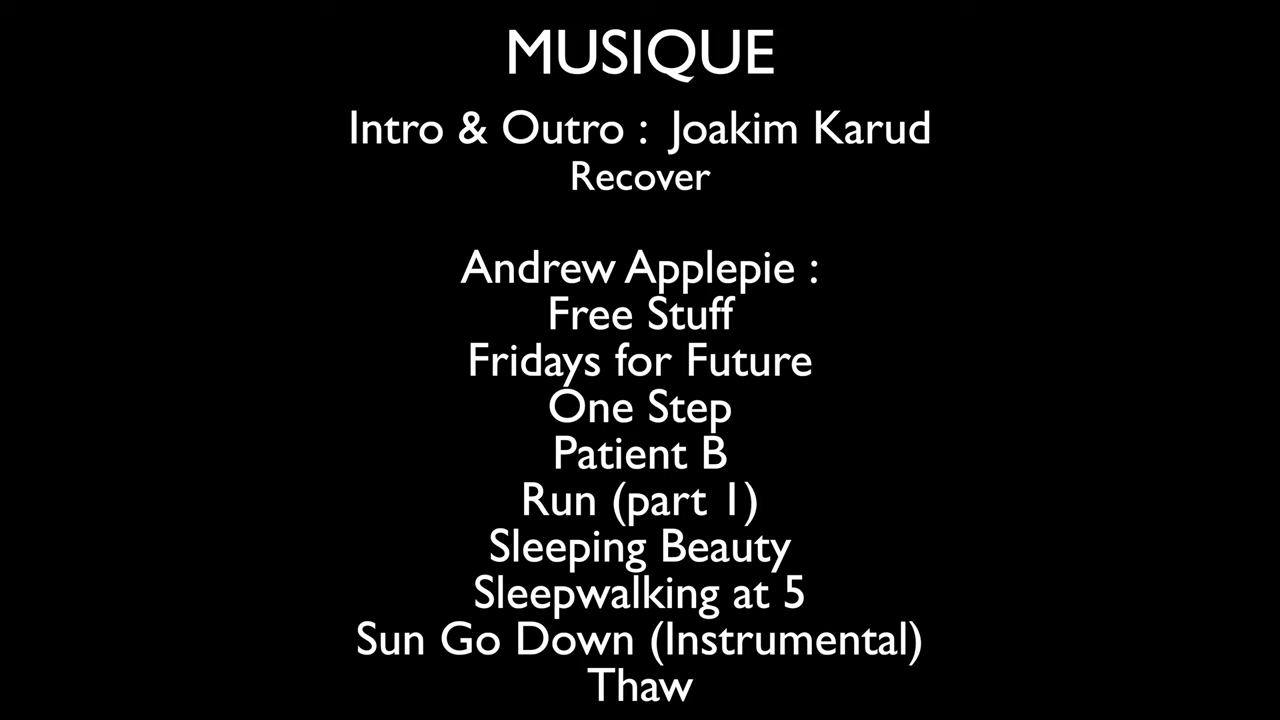 MUSIQUE
Intro & Outro : Joakim Karud
Recover
Andrew Applepie :
Free Stuff
Fridays for Future
One Step
Patient B
Run (part 1)
Sleeping Beauty
Sleepwalking at 5
Sun Go Down (Instrumental)
Thaw